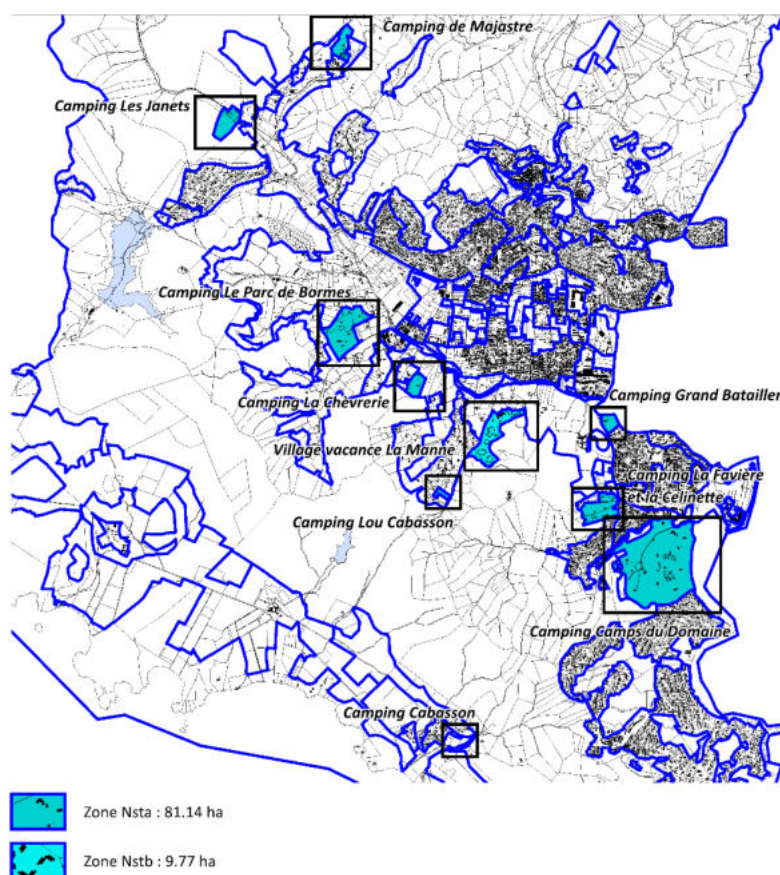 Camping de Majastre
Camping Les Janets
Camping Le Parc de Bormes
Camping La Chèvrerie
Camping Grand Batailler
Village vacance La Manne
Camping La Favière
et la Celinette
Camping Lou Cabasson
Camping Camps du Domaine
Camping Cabasson
Zone Nsta : 81.14 ha
Zone Nstb : 9.77 ha